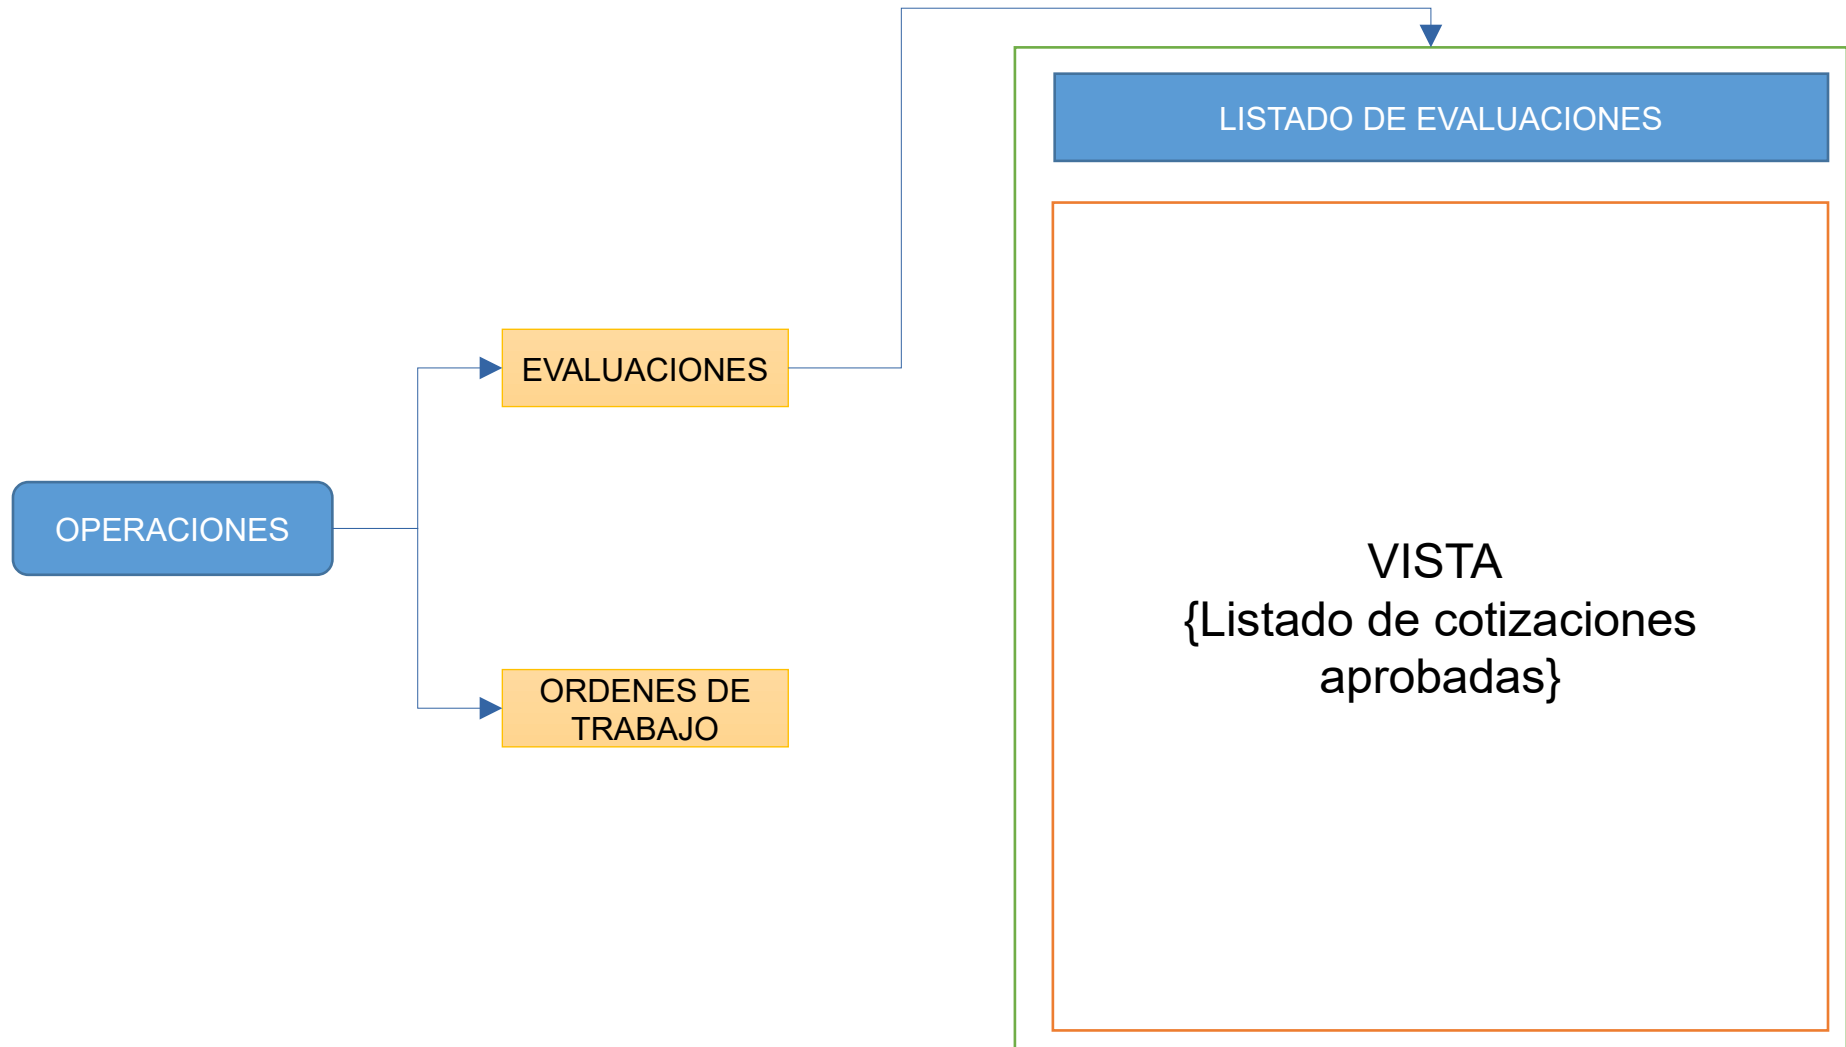 LISTADO DE EVALUACIONES
EVALUACIONES
OPERACIONES
VISTA
{Listado de cotizaciones
aprobadas}
ORDENES DE
TRABAJO